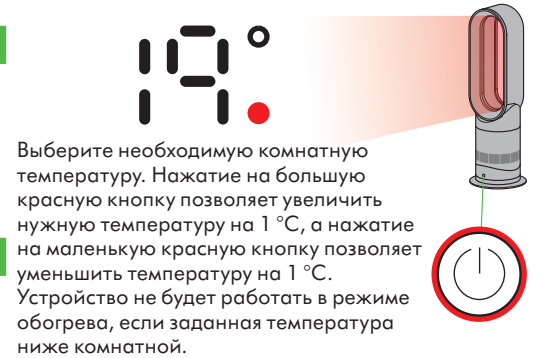 19°
Выберите необходимую комнатную
температуру. Нажатие на большую
красную кнопку позволяет увеличить
нужную температуру на 1 °C, а нажатие
на маленькую красную кнопку позволяет
уменьшить температуру на 1 °C.
Устройство не будет работать в режиме
обогрева, если заданная температура
ниже комнатной.